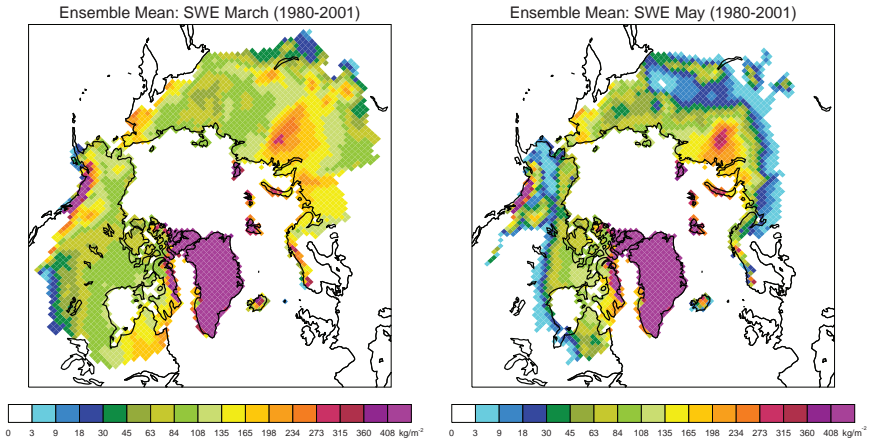 Ensemble Mean: SWE March (1980-2001)
Ensemble Mean: SWE May (1980-2001)
0 3 9 18 30 45 63 84 108 135 165 198 234 273 315 360 408 kg/m⁻²
0 3 9 18 30 45 63 84 108 135 165 198 234 273 315 360 408 kg/m⁻²